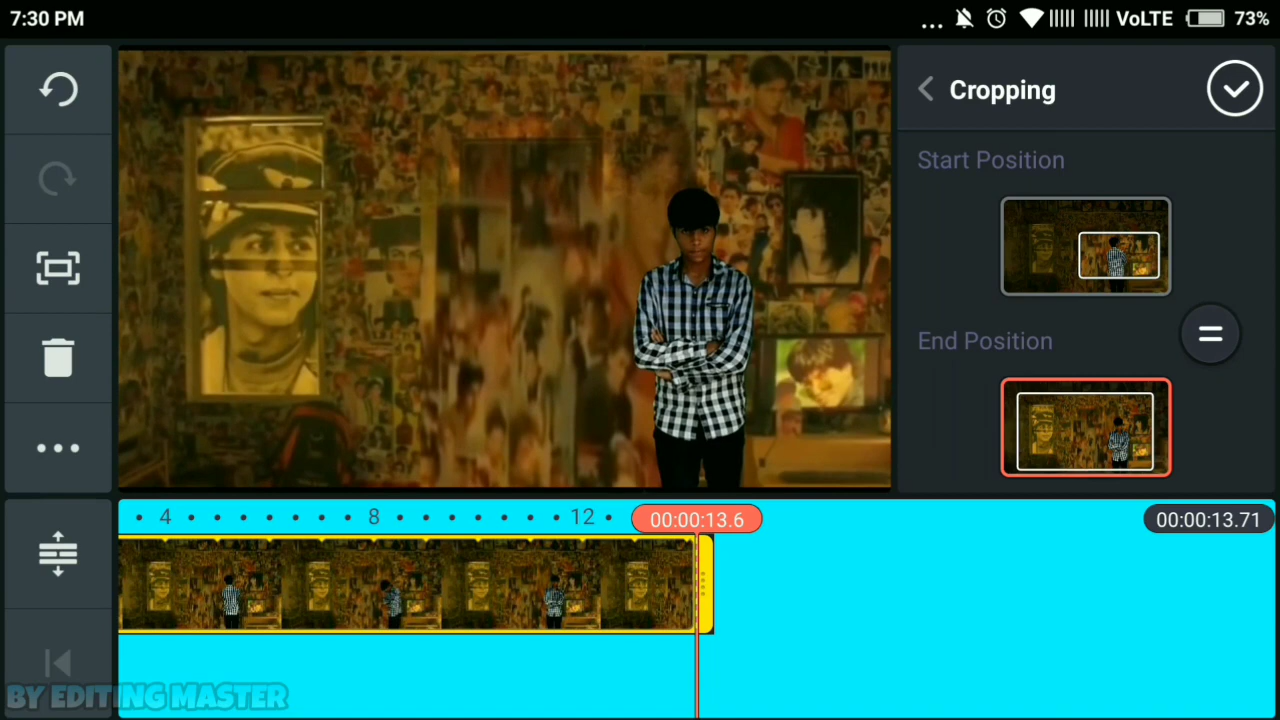 7:30 PM
... VoLTE 73%
Cropping
Start Position
End Position
4 8 12 00:00:13.6 00:00:13.71
BY EDITING MASTER